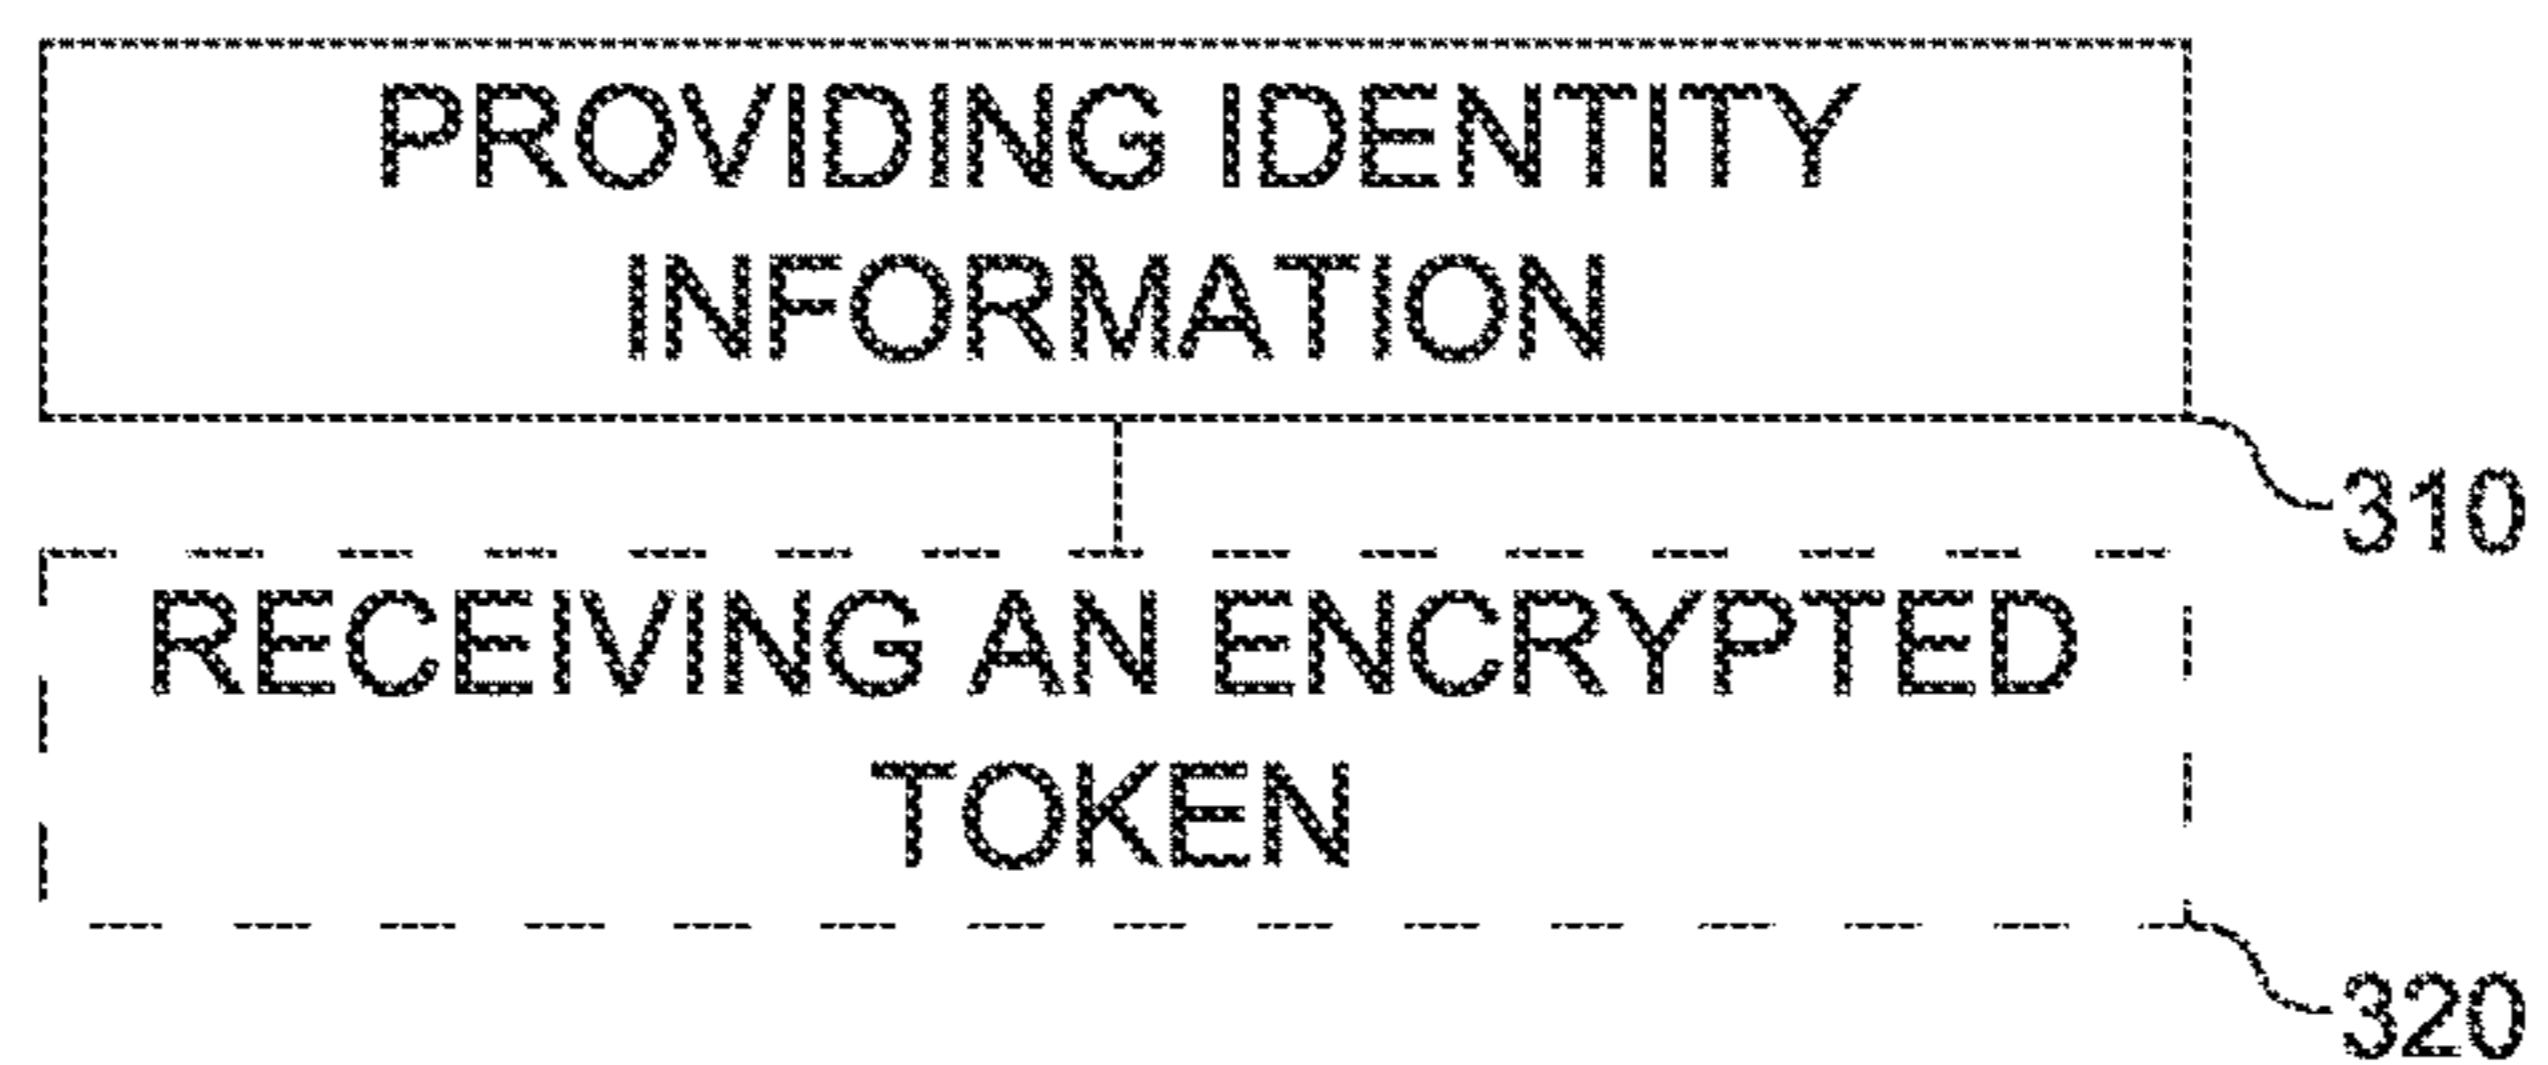 PROVIDING IDENTITY
INFORMATION
310
RECEIVING AN ENCRYPTED
TOKEN
320